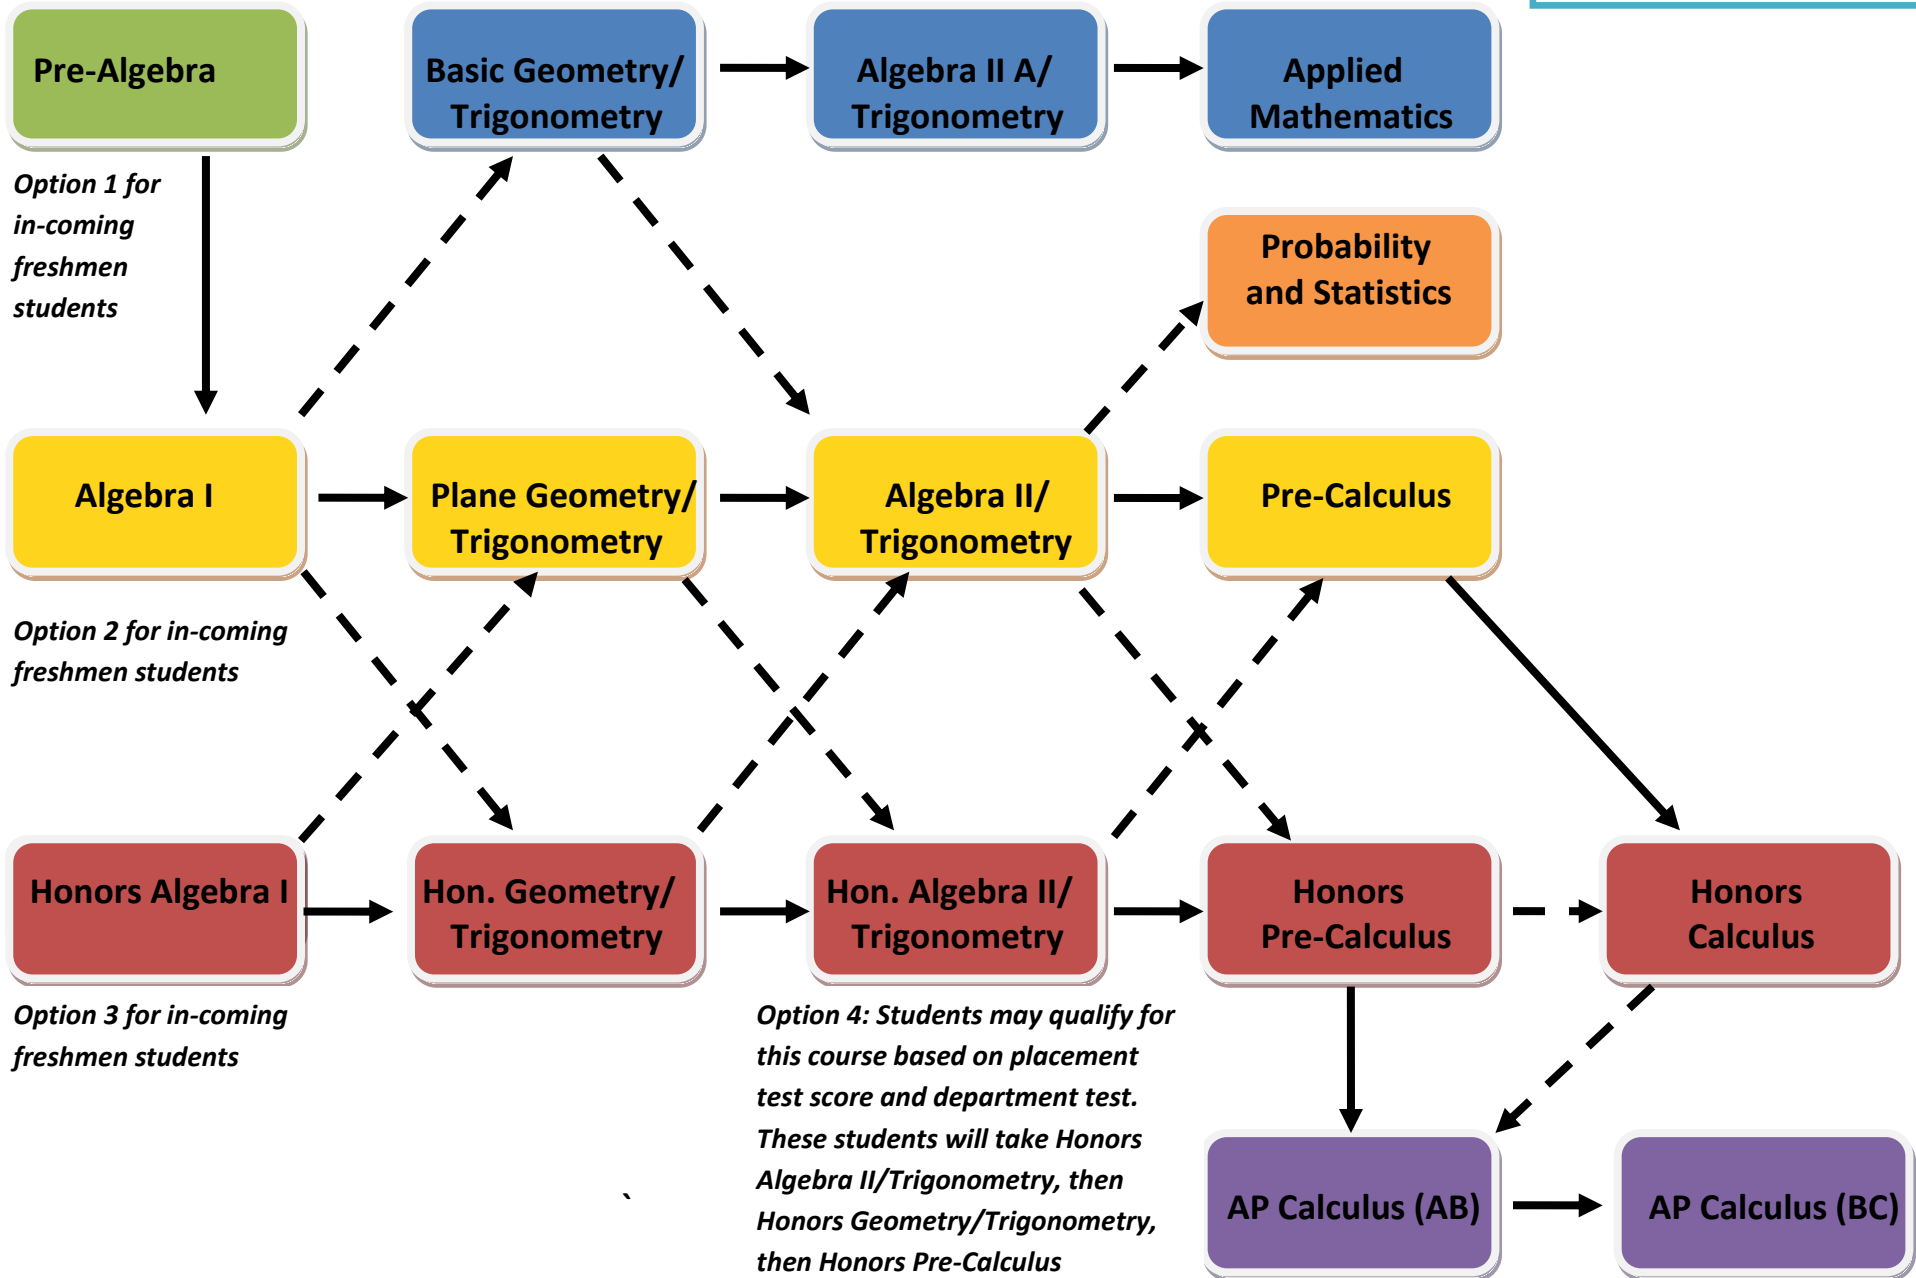 Pre-Algebra
Basic Geometry/
Trigonometry
Algebra II A/
Trigonometry
Applied
Mathematics
Option 1 for
in-coming
freshmen
students
Probability
and Statistics
Algebra I
Plane Geometry/
Trigonometry
Algebra II/
Trigonometry
Pre-Calculus
Option 2 for in-coming
freshmen students
Honors Algebra I
Hon. Geometry/
Trigonometry
Hon. Algebra II/
Trigonometry
Honors
Pre-Calculus
Honors
Calculus
Option 3 for in-coming
freshmen students
Option 4: Students may qualify for
this course based on placement
test score and department test.
These students will take Honors
Algebra II/Trigonometry, then
Honors Geometry/Trigonometry,
then Honors Pre-Calculus
`
AP Calculus (AB)
AP Calculus (BC)